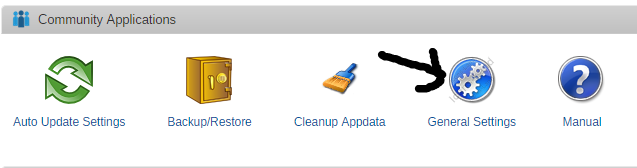 Community Applications
Auto Update Settings
Backup/Restore
Cleanup Appdata
General Settings
Manual